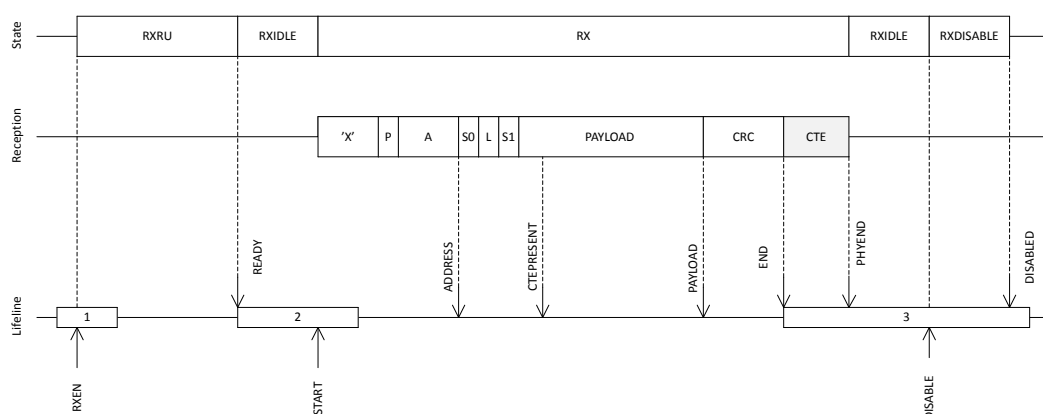 State
RXRU
RXIDLE
RX
RXIDLE
RXDISABLE
Reception
'X'
P
A
S0
L
S1
PAYLOAD
CRC
CTE
READY
ADDRESS
CTEPRESENT
PAYLOAD
END
PHYEND
DISABLED
Lifeline
1
2
3
RXEN
START
DISABLE